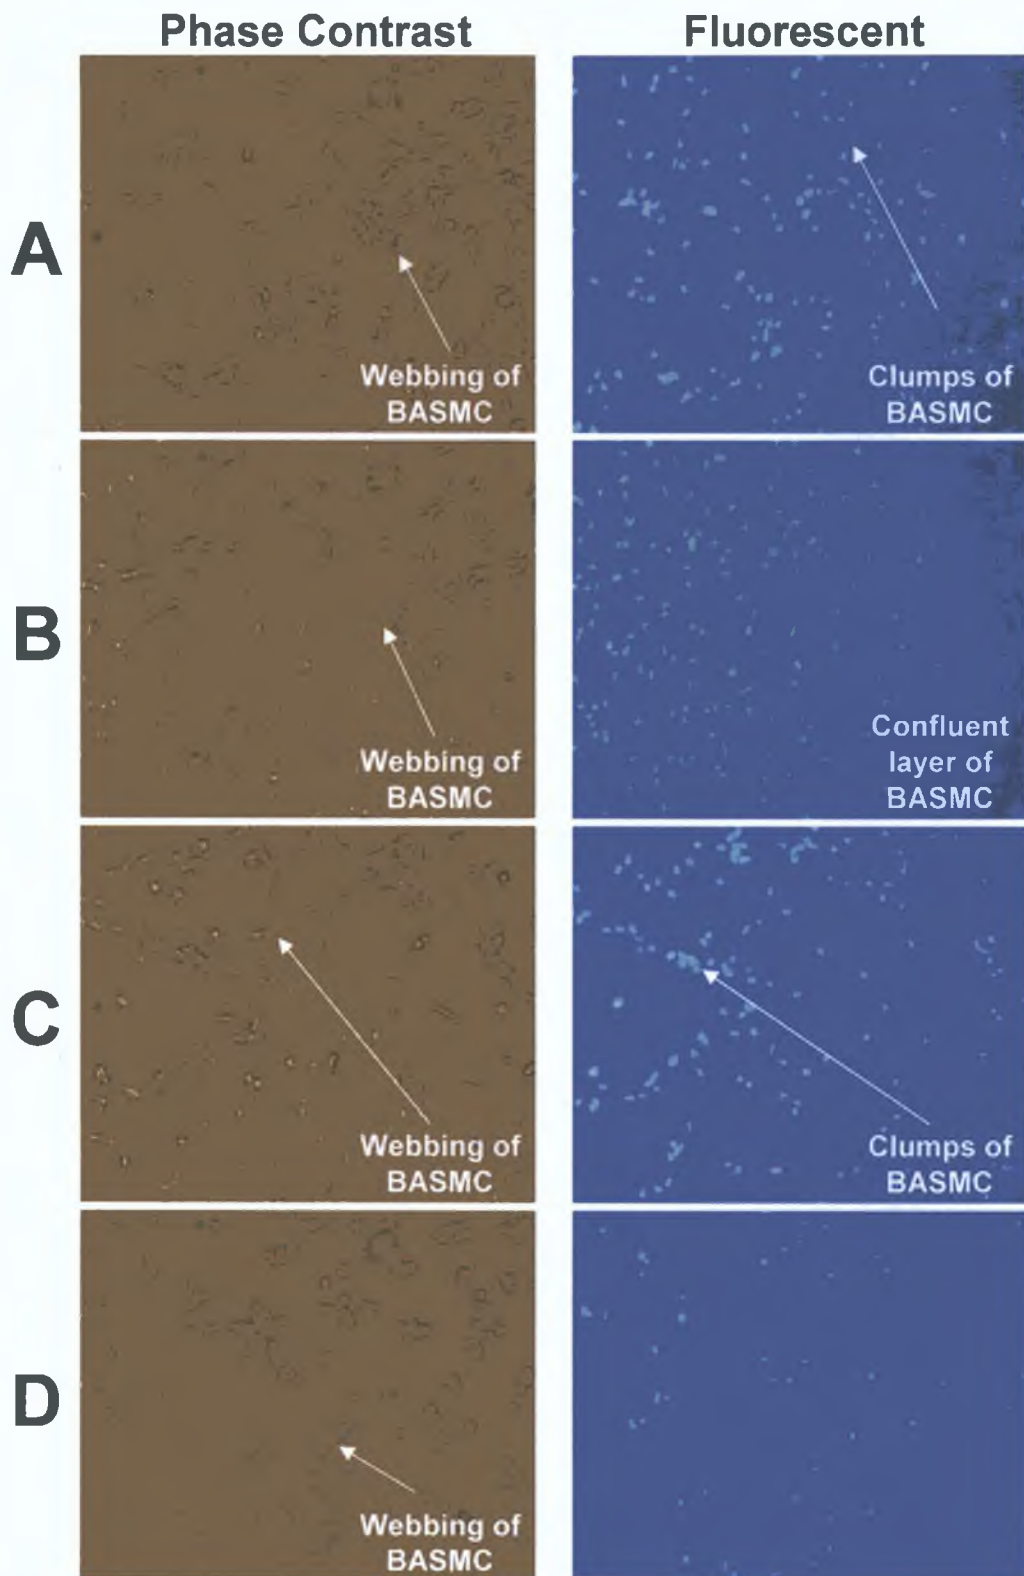 Phase Contrast
Fluorescent
A
Webbing of
BASMC
Clumps of
BASMC
B
Webbing of
BASMC
Confluent
layer of
BASMC
C
Webbing of
BASMC
Clumps of
BASMC
D
Webbing of
BASMC